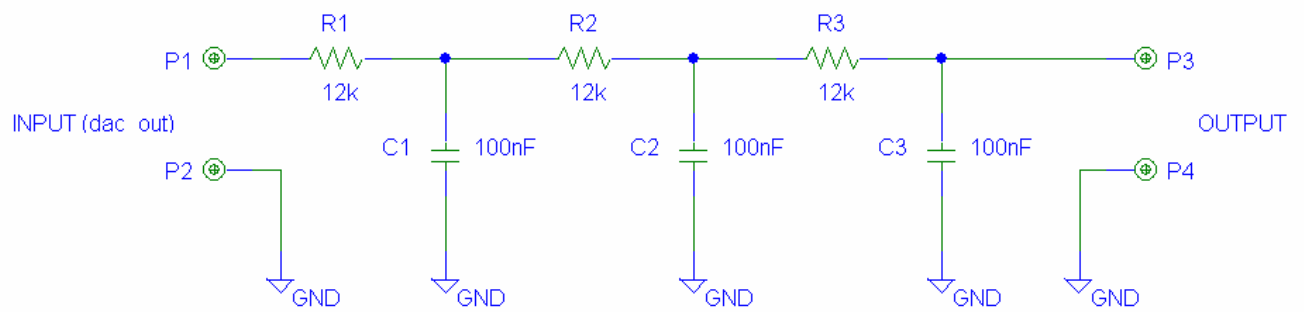 R1
R2
R3
P1
P3
12k
12k
12k
INPUT (dac out)
OUTPUT
C1
100nF
C2
100nF
C3
100nF
P2
P4
GND
GND
GND
GND
GND